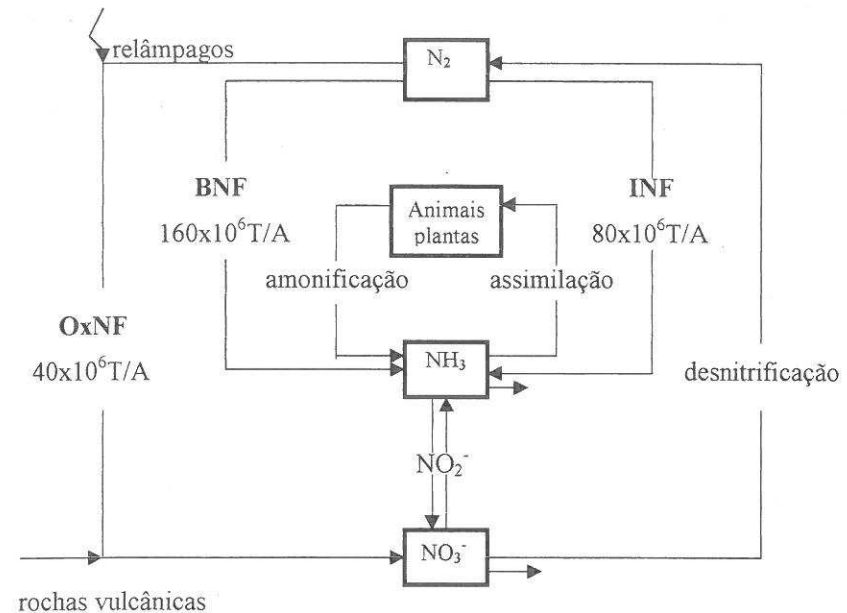 relâmpagos
N₂
BNF
160x10⁶T/A
INF
80x10⁶T/A
Animais
plantas
amonificação
assimilação
OxNF
40x10⁶T/A
NH₃
desnitrificação
NO₂⁻
NO₃⁻
rochas vulcânicas